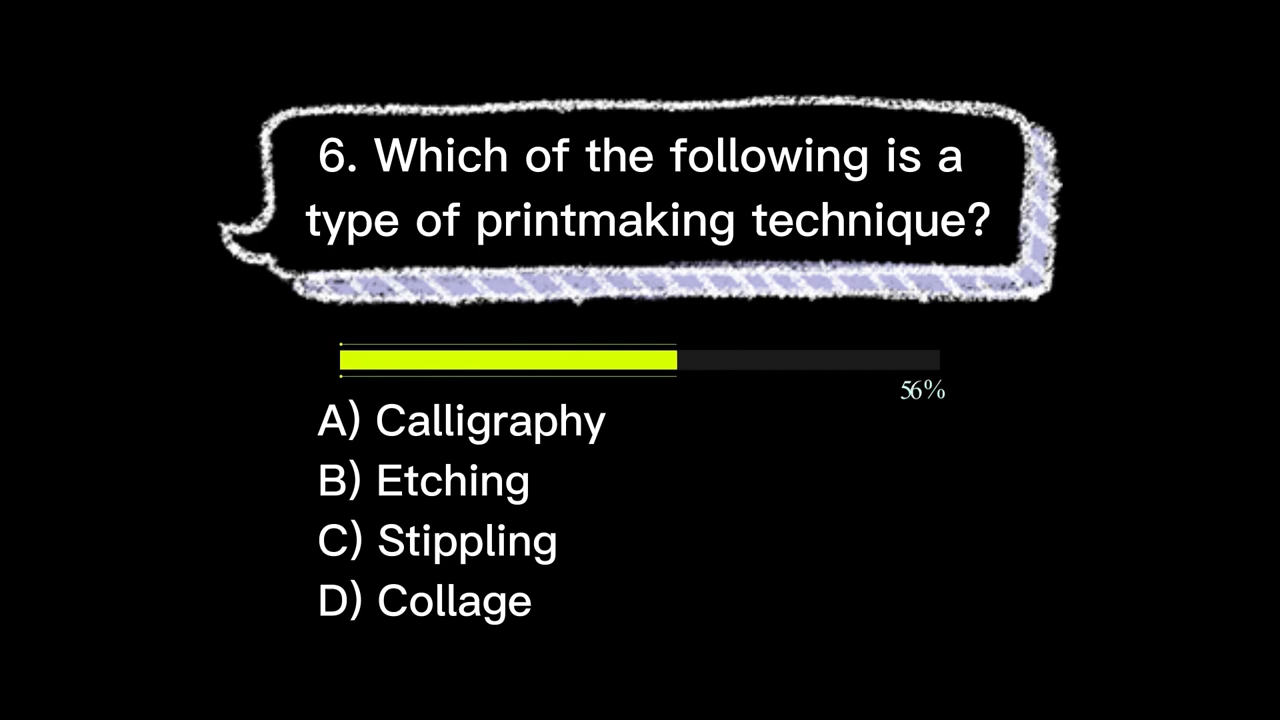 6. Which of the following is a
type of printmaking technique?
56%
A) Calligraphy
B) Etching
C) Stippling
D) Collage